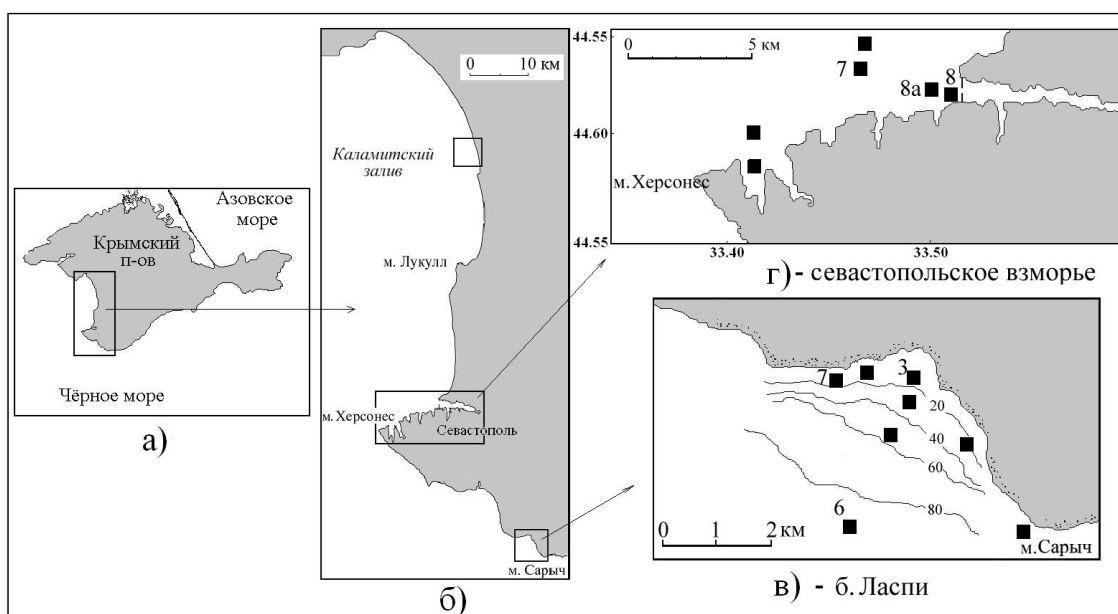 Азовское
море
Крымский
п-ов
Чёрное море
а)
0 10 км
Каламитский
залив
м. Лукулл
м. Херсонес
Севастополь
м. Сарыч
б)
44.55
0 5 км
7
8а 8
44.60
м. Херсонес
44.55
33.40 33.50
г) - севастопольское взморье
7 3
20
40
60
80
6
0 1 2 км
м. Сарыч
в) - б. Ласпи